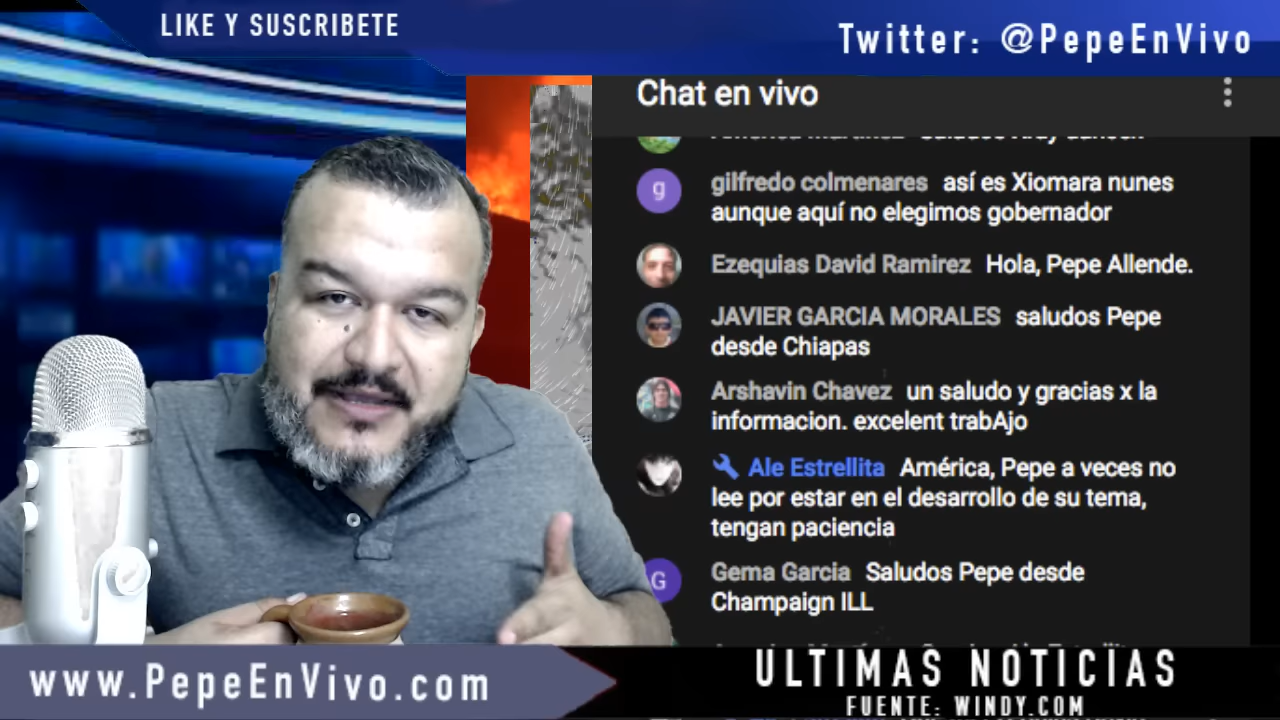 LIKE Y SUSCRIBETE
Twitter: @PepeEnVivo
Chat en vivo
gilfredo colmenares así es Xiomara nunes
aunque aquí no elegimos gobernador
Ezequias David Ramirez Hola, Pepe Allende.
JAVIER GARCIA MORALES saludos Pepe
desde Chiapas
Arshavin Chavez un saludo y gracias x la
informacion. excelent trabAjo
Ale Estrellita América, Pepe a veces no
lee por estar en el desarrollo de su tema,
tengan paciencia
G
Gema Garcia Saludos Pepe desde
Champaign ILL
www.PepeEnVivo.com
ULTIMAS NOTICIAS
FUENTE: WINDY.COM